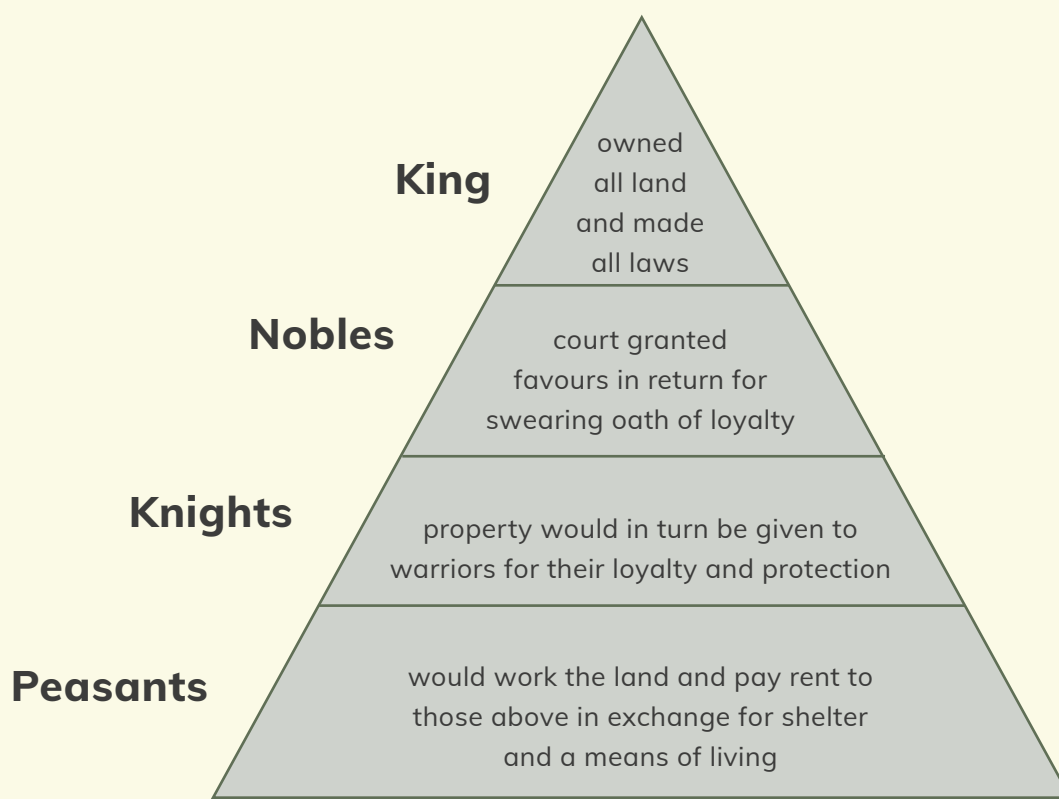 King
owned
all land
and made
all laws
Nobles
court granted
favours in return for
swearing oath of loyalty
Knights
property would in turn be given to
warriors for their loyalty and protection
Peasants
would work the land and pay rent to
those above in exchange for shelter
and a means of living